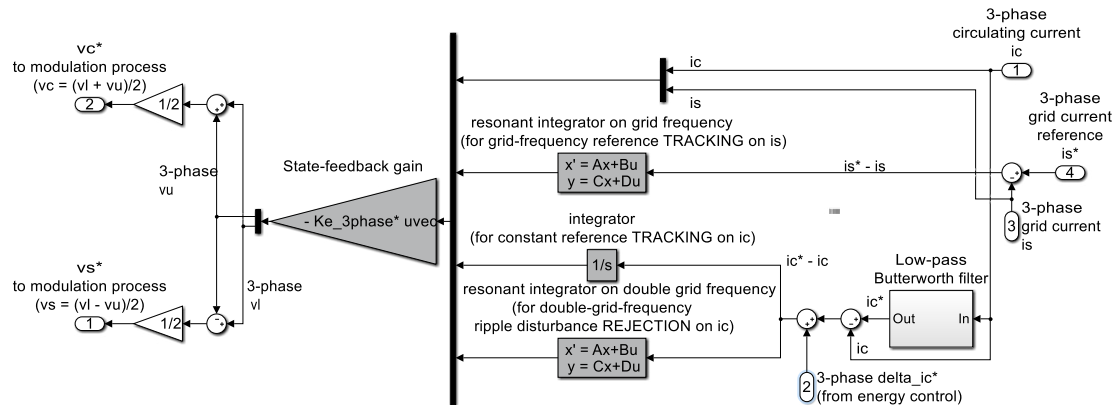 3-phase
circulating current
ic
1
vc*
to modulation process
(vc = (vl + vu)/2)
2
1/2
ic
is
3-phase
grid current
reference
is*
4
resonant integrator on grid frequency
(for grid-frequency reference TRACKING on is)
x' = Ax+Bu
y = Cx+Du
is* - is
3-phase
vu
State-feedback gain
- Ke_3phase* uvec
3
3-phase
grid current
is
integrator
(for constant reference TRACKING on ic)
1/s
ic* - ic
Low-pass
Butterworth filter
ic*
Out
In
ic
vs*
to modulation process
(vs = (vl - vu)/2)
1
1/2
3-phase
vl
resonant integrator on double grid frequency
(for double-grid-frequency
ripple disturbance REJECTION on ic)
x' = Ax+Bu
y = Cx+Du
2
3-phase delta_ic*
(from energy control)